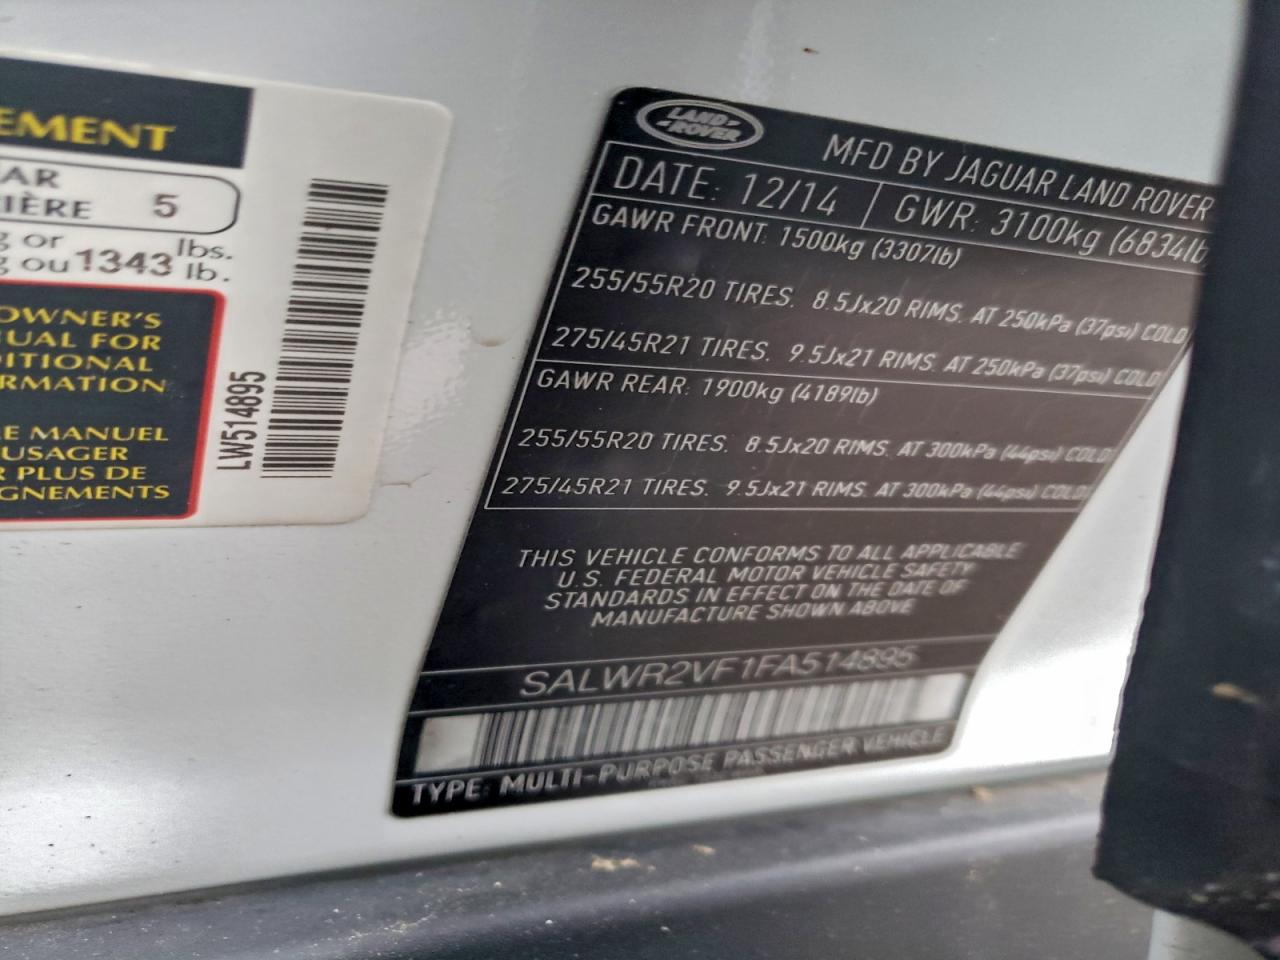 EMENT
AR
IÈRE 5
g or
g ou 1343 lbs.
lb.
OWNER'S
UAL FOR
DITIONAL
RMATION
E MANUEL
USAGER
R PLUS DE
GNEMENTS
LW514895
LAND
ROVER
MFD BY JAGUAR LAND ROVER
DATE: 12/14 GWR: 3100kg (6834lb
GAWR FRONT: 1500kg (3307lb)
255/55R20 TIRES. 8.5Jx20 RIMS. AT 250kPa (37psi) COLD
275/45R21 TIRES. 9.5Jx21 RIMS. AT 250kPa (37psi) COLD
GAWR REAR: 1900kg (4189lb)
255/55R20 TIRES. 8.5Jx20 RIMS. AT 300kPa (44psi) COLD
275/45R21 TIRES. 9.5Jx21 RIMS. AT 300kPa (44psi) COLD
THIS VEHICLE CONFORMS TO ALL APPLICABLE
U.S. FEDERAL MOTOR VEHICLE SAFETY
STANDARDS IN EFFECT ON THE DATE OF
MANUFACTURE SHOWN ABOVE
SALWR2VF1FA514895
TYPE: MULTI-PURPOSE PASSENGER VEHICLE